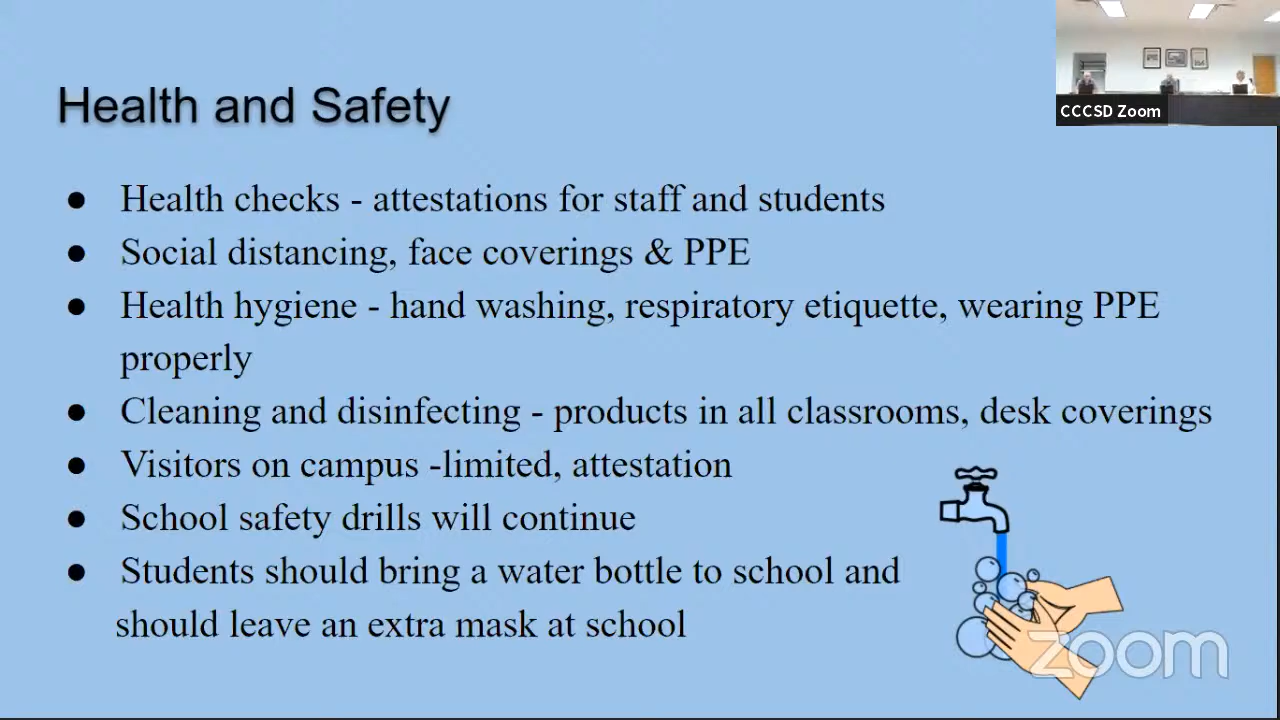 CCCSD Zoom
Health and Safety
● Health checks - attestations for staff and students
● Social distancing, face coverings & PPE
● Health hygiene - hand washing, respiratory etiquette, wearing PPE
properly
● Cleaning and disinfecting - products in all classrooms, desk coverings
● Visitors on campus -limited, attestation
● School safety drills will continue
● Students should bring a water bottle to school and
should leave an extra mask at school
zoom